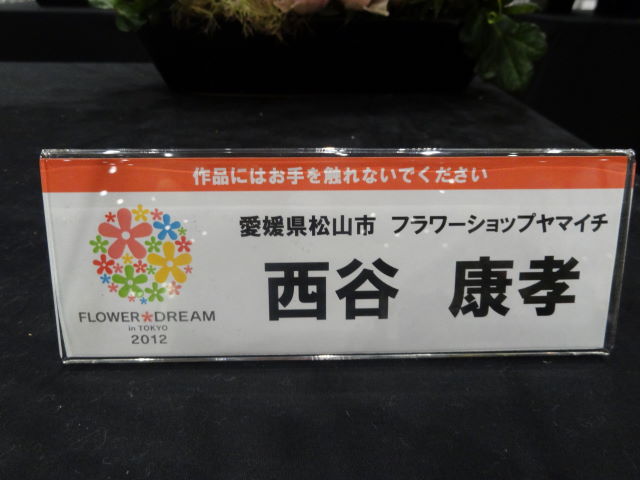 作品にはお手を触れないでください
愛媛県松山市 フラワーショップヤマイチ
西谷 康孝
FLOWER*DREAM
in TOKYO
2012